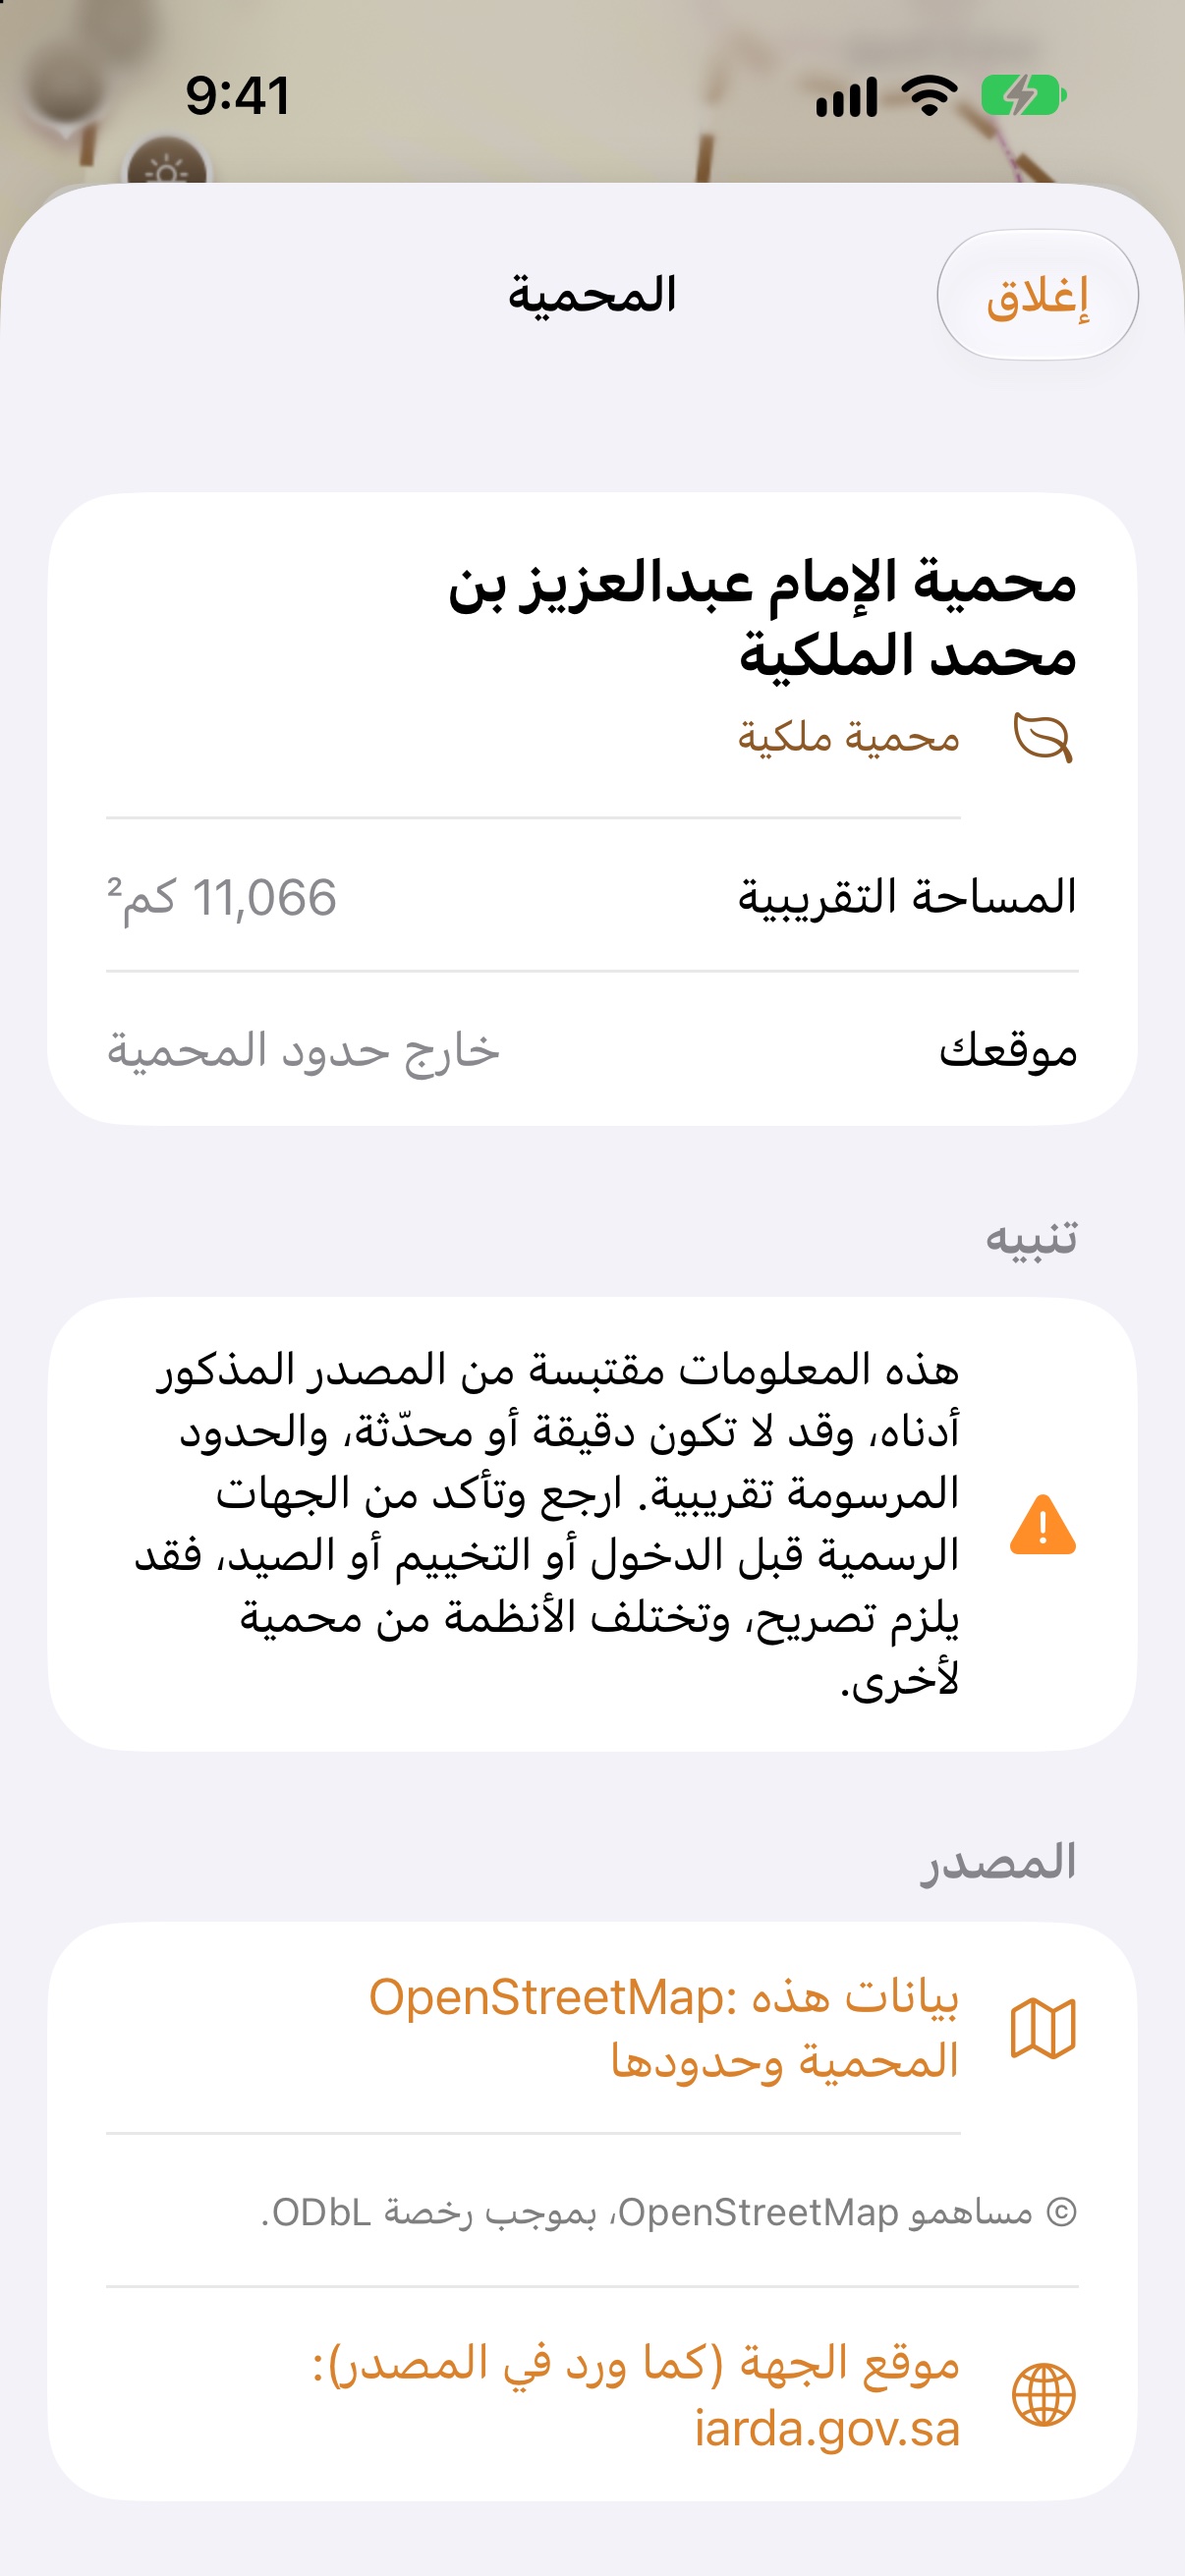 9:41
المحمية
إغلاق
محمية الإمام عبدالعزيز بن
محمد الملكية
محمية ملكية
المساحة التقريبية
11,066 كم²
موقعك
خارج حدود المحمية
تنبيه
هذه المعلومات مقتبسة من المصدر المذكور
أدناه، وقد لا تكون دقيقة أو محدّثة، والحدود
المرسومة تقريبية. ارجع وتأكد من الجهات
الرسمية قبل الدخول أو التخييم أو الصيد، فقد
يلزم تصريح، وتختلف الأنظمة من محمية
لأخرى.
المصدر
OpenStreetMap: بيانات هذه
المحمية وحدودها
© مساهمو OpenStreetMap، بموجب رخصة ODbL.
موقع الجهة (كما ورد في المصدر):
iarda.gov.sa